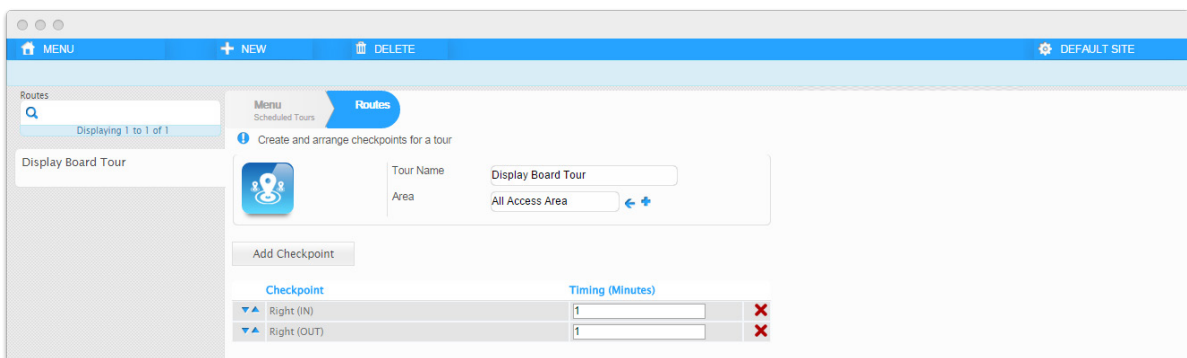 MENU
NEW
DELETE
DEFAULT SITE
Routes
Displaying 1 to 1 of 1
Display Board Tour
Menu
Scheduled Tours
Routes
Create and arrange checkpoints for a tour
Tour Name
Display Board Tour
Area
All Access Area
Add Checkpoint
Checkpoint
Timing (Minutes)
Right (IN)
1
Right (OUT)
1